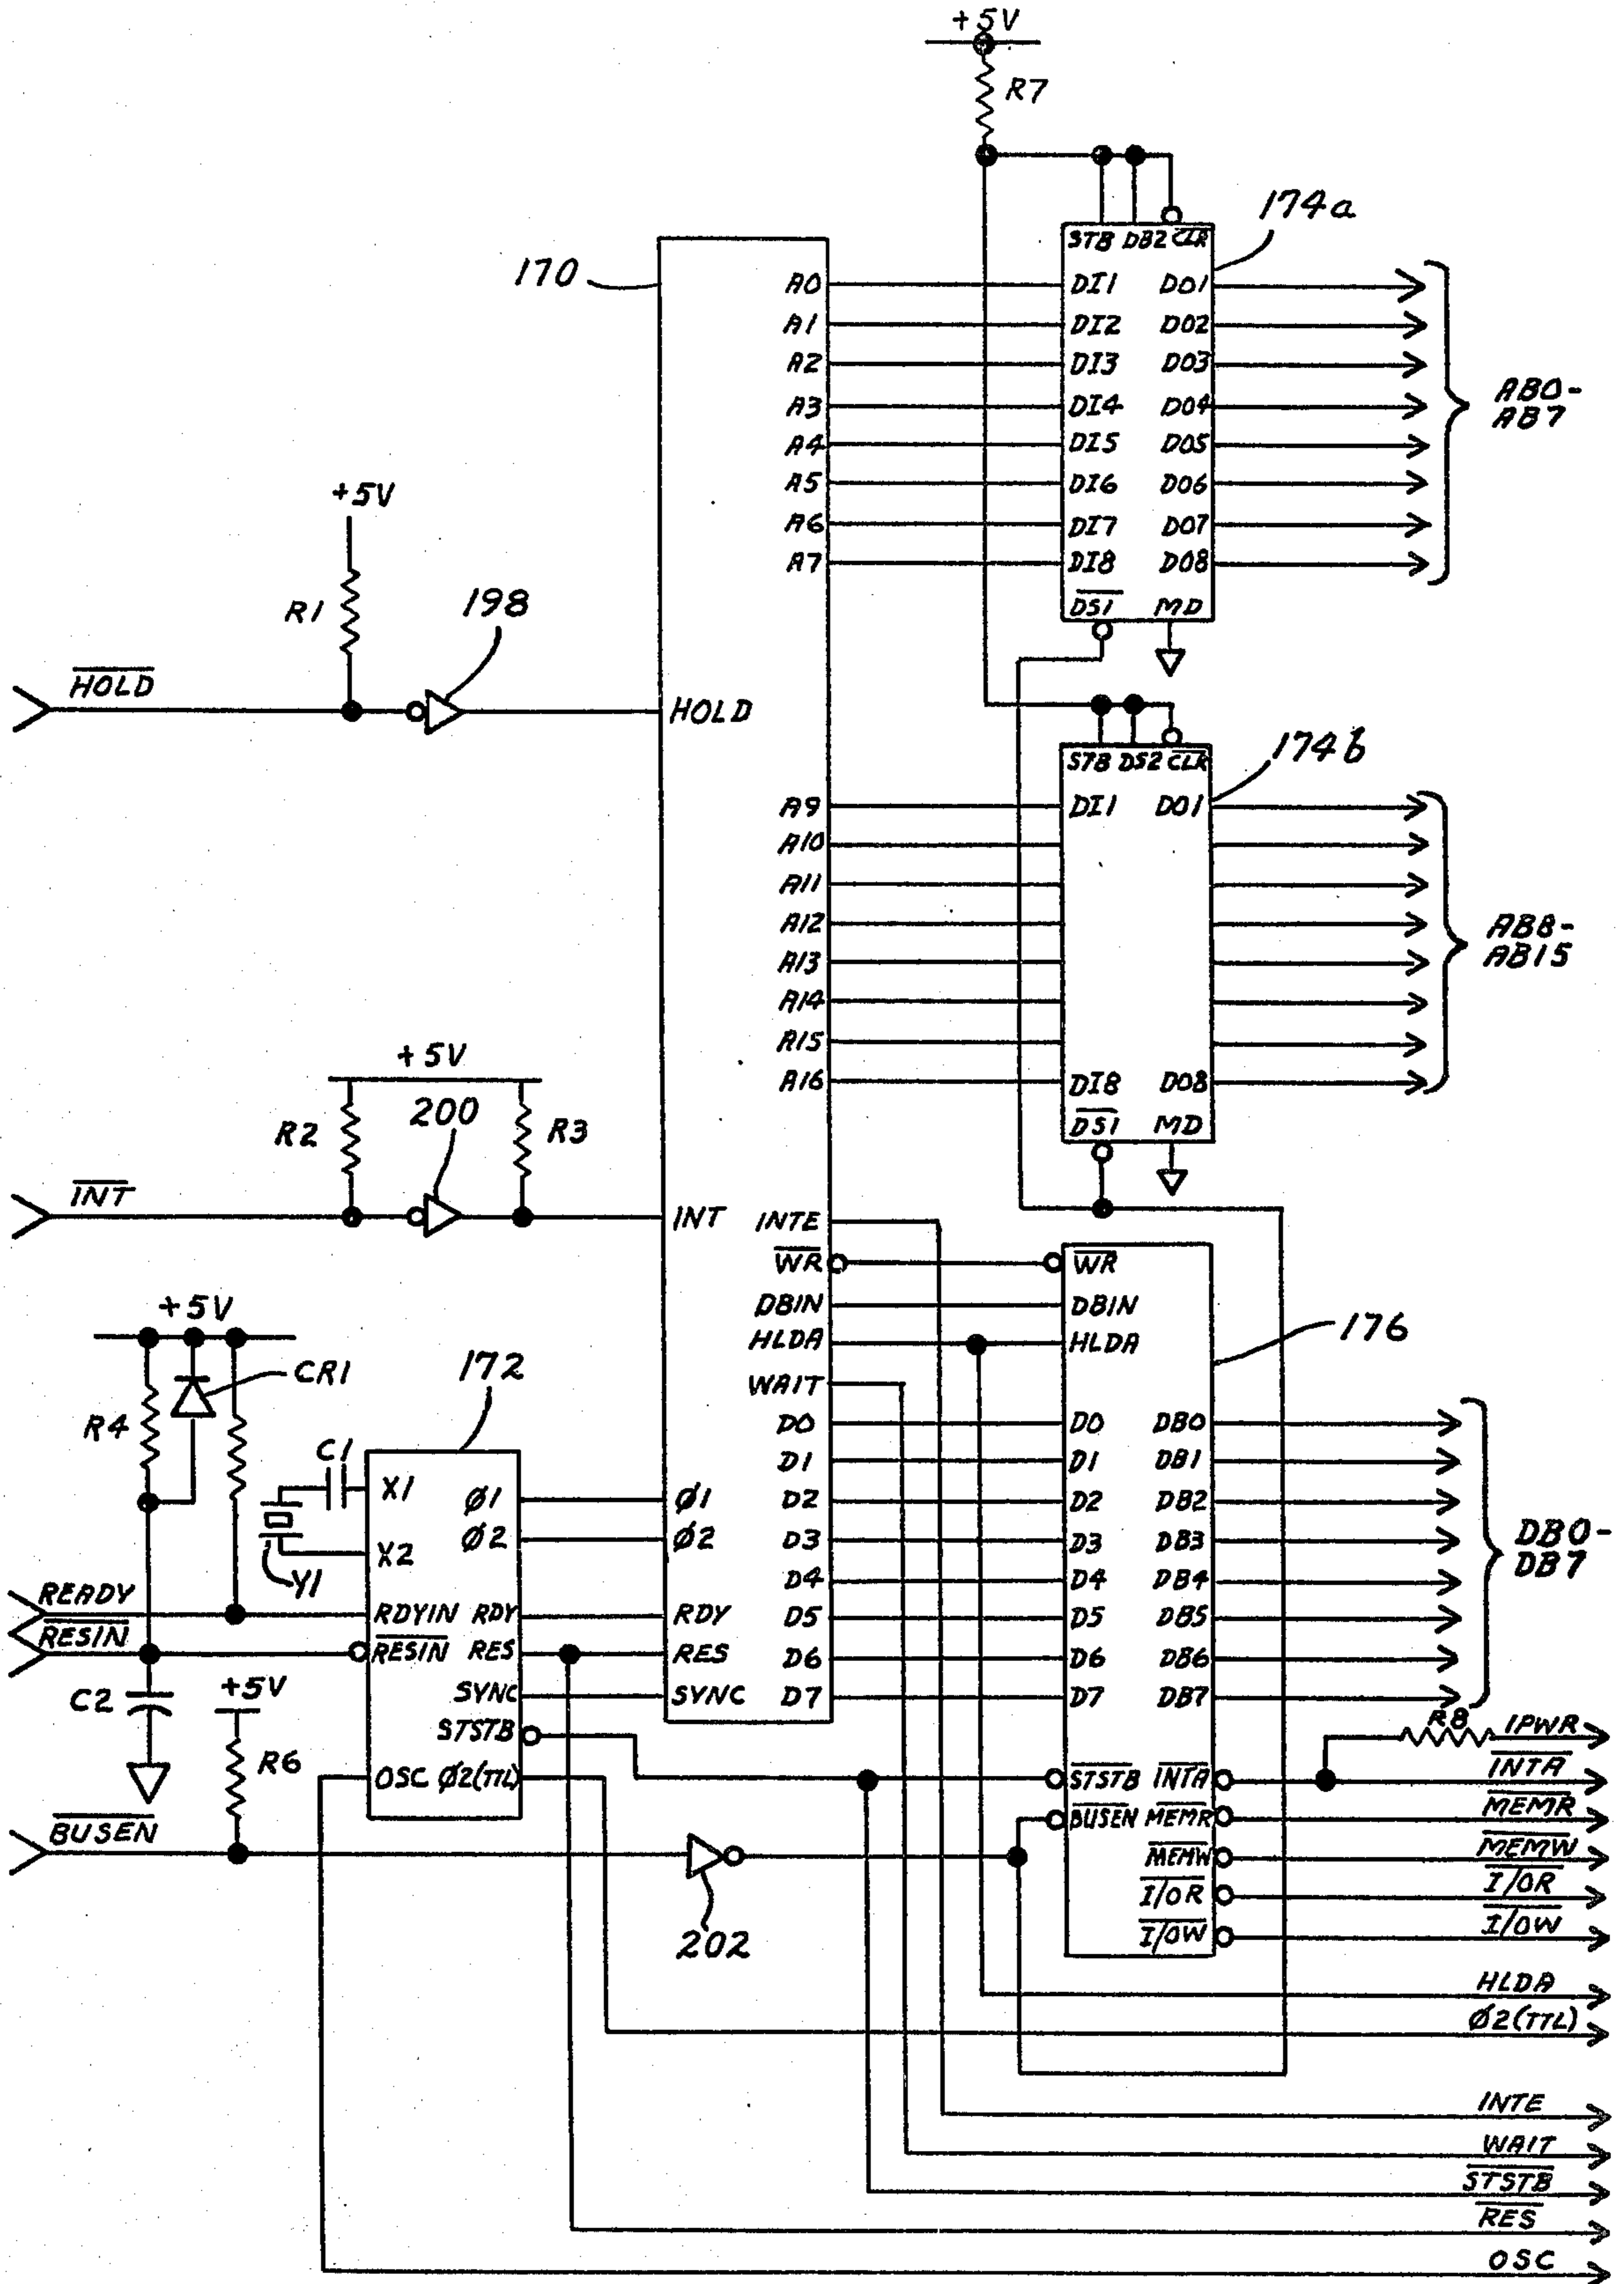 +5V
R7
174a
STB DB2 CLR
170
A0 DI1 DO1
A1 DI2 DO2
A2 DI3 DO3
A3 DI4 DO4
A4 DI5 DO5
A5 DI6 DO6
A6 DI7 DO7
A7 DI8 DO8
AB0-
AB7
DS1 MD
+5V
R1
198
HOLD
HOLD
174b
STB DS2 CLR
A9 DI1 DO1
A10
A11
A12
A13
A14
A15
A16 DI8 DO8
AB8-
AB15
DS1 MD
+5V
R2
200
R3
INT
INT
INTE
WR WR
DBIN DBIN
HLDA HLDA
WAIT
176
D0 D0 DB0
D1 D1 DB1
D2 D2 DB2
D3 D3 DB3
D4 D4 DB4
D5 D5 DB5
D6 D6 DB6
D7 D7 DB7
DB0-
DB7
+5V
CR1
R4
172
C1
X1 Ø1 Ø1
X2 Ø2 Ø2
Y1
READY
RDYIN RDY RDY
RESIN
RESIN RES RES
SYNC SYNC
C2
+5V
R6
STSTB
OSC Ø2(TTL)
BUSEN
202
STSTB INTA
BUSEN MEMR
MEMW
I/OR
I/OW
R8
IPWR
INTA
MEMR
MEMW
I/OR
I/OW
HLDA
Ø2(TTL)
INTE
WAIT
STSTB
RES
OSC